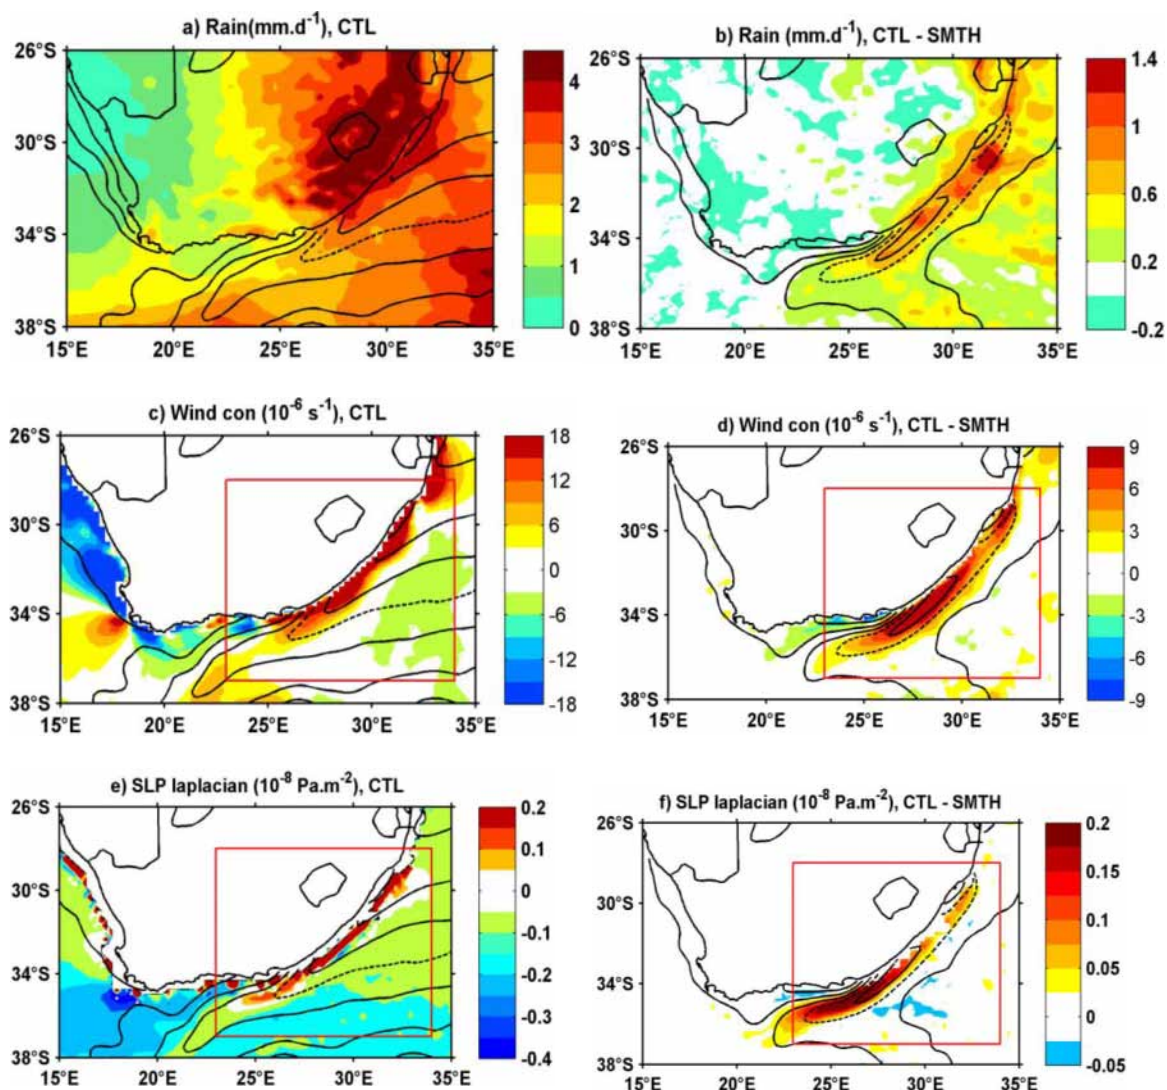 a) Rain(mm.d⁻¹), CTL
26°S
30°S
34°S
38°S
15°E 20°E 25°E 30°E 35°E
4
3
2
1
0
b) Rain (mm.d⁻¹), CTL - SMTH
26°S
30°S
34°S
38°S
15°E 20°E 25°E 30°E 35°E
1.4
1
0.6
0.2
-0.2
c) Wind con (10⁻⁶ s⁻¹), CTL
26°S
30°S
34°S
38°S
15°E 20°E 25°E 30°E 35°E
18
12
6
0
-6
-12
-18
d) Wind con (10⁻⁶ s⁻¹), CTL - SMTH
26°S
30°S
34°S
38°S
15°E 20°E 25°E 30°E 35°E
9
6
3
0
-3
-6
-9
e) SLP laplacian (10⁻⁸ Pa.m⁻²), CTL
26°S
30°S
34°S
38°S
15°E 20°E 25°E 30°E 35°E
0.2
0.1
0
-0.1
-0.2
-0.3
-0.4
f) SLP laplacian (10⁻⁸ Pa.m⁻²), CTL - SMTH
26°S
30°S
34°S
38°S
15°E 20°E 25°E 30°E 35°E
0.2
0.15
0.1
0.05
0
-0.05